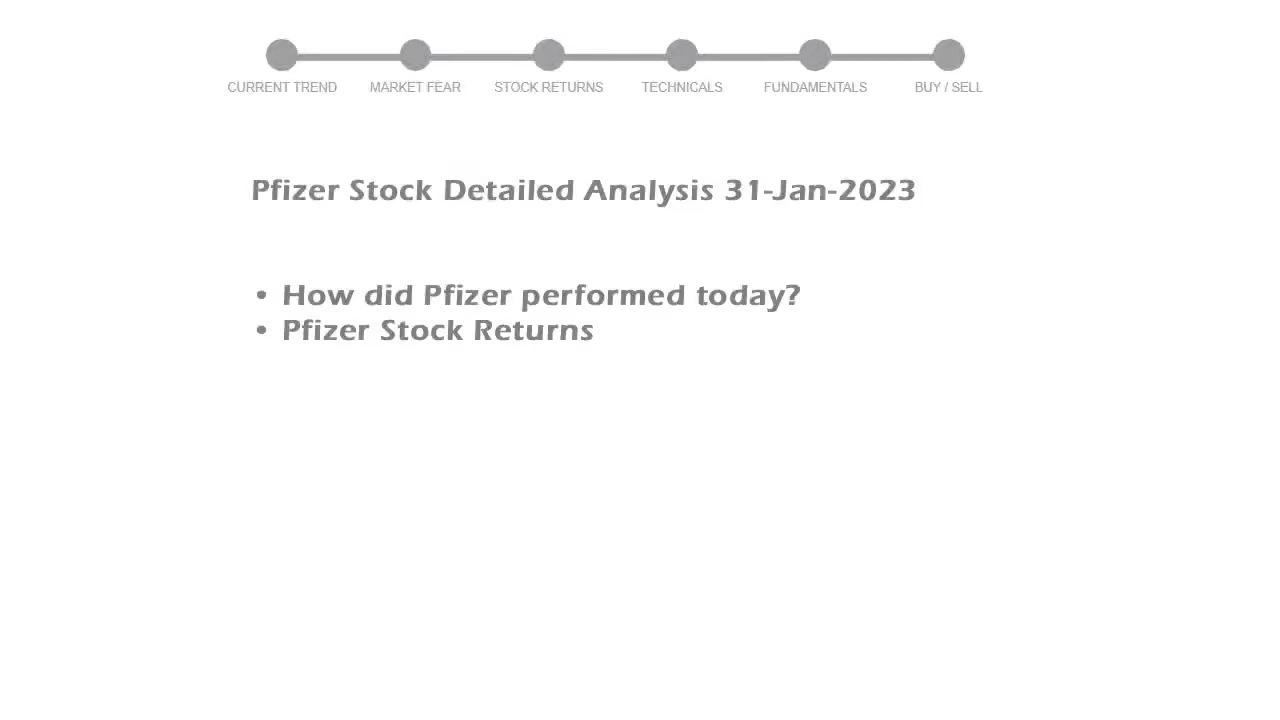 CURRENT TREND MARKET FEAR STOCK RETURNS TECHNICALS FUNDAMENTALS BUY / SELL
Pfizer Stock Detailed Analysis 31-Jan-2023
• How did Pfizer performed today?
• Pfizer Stock Returns